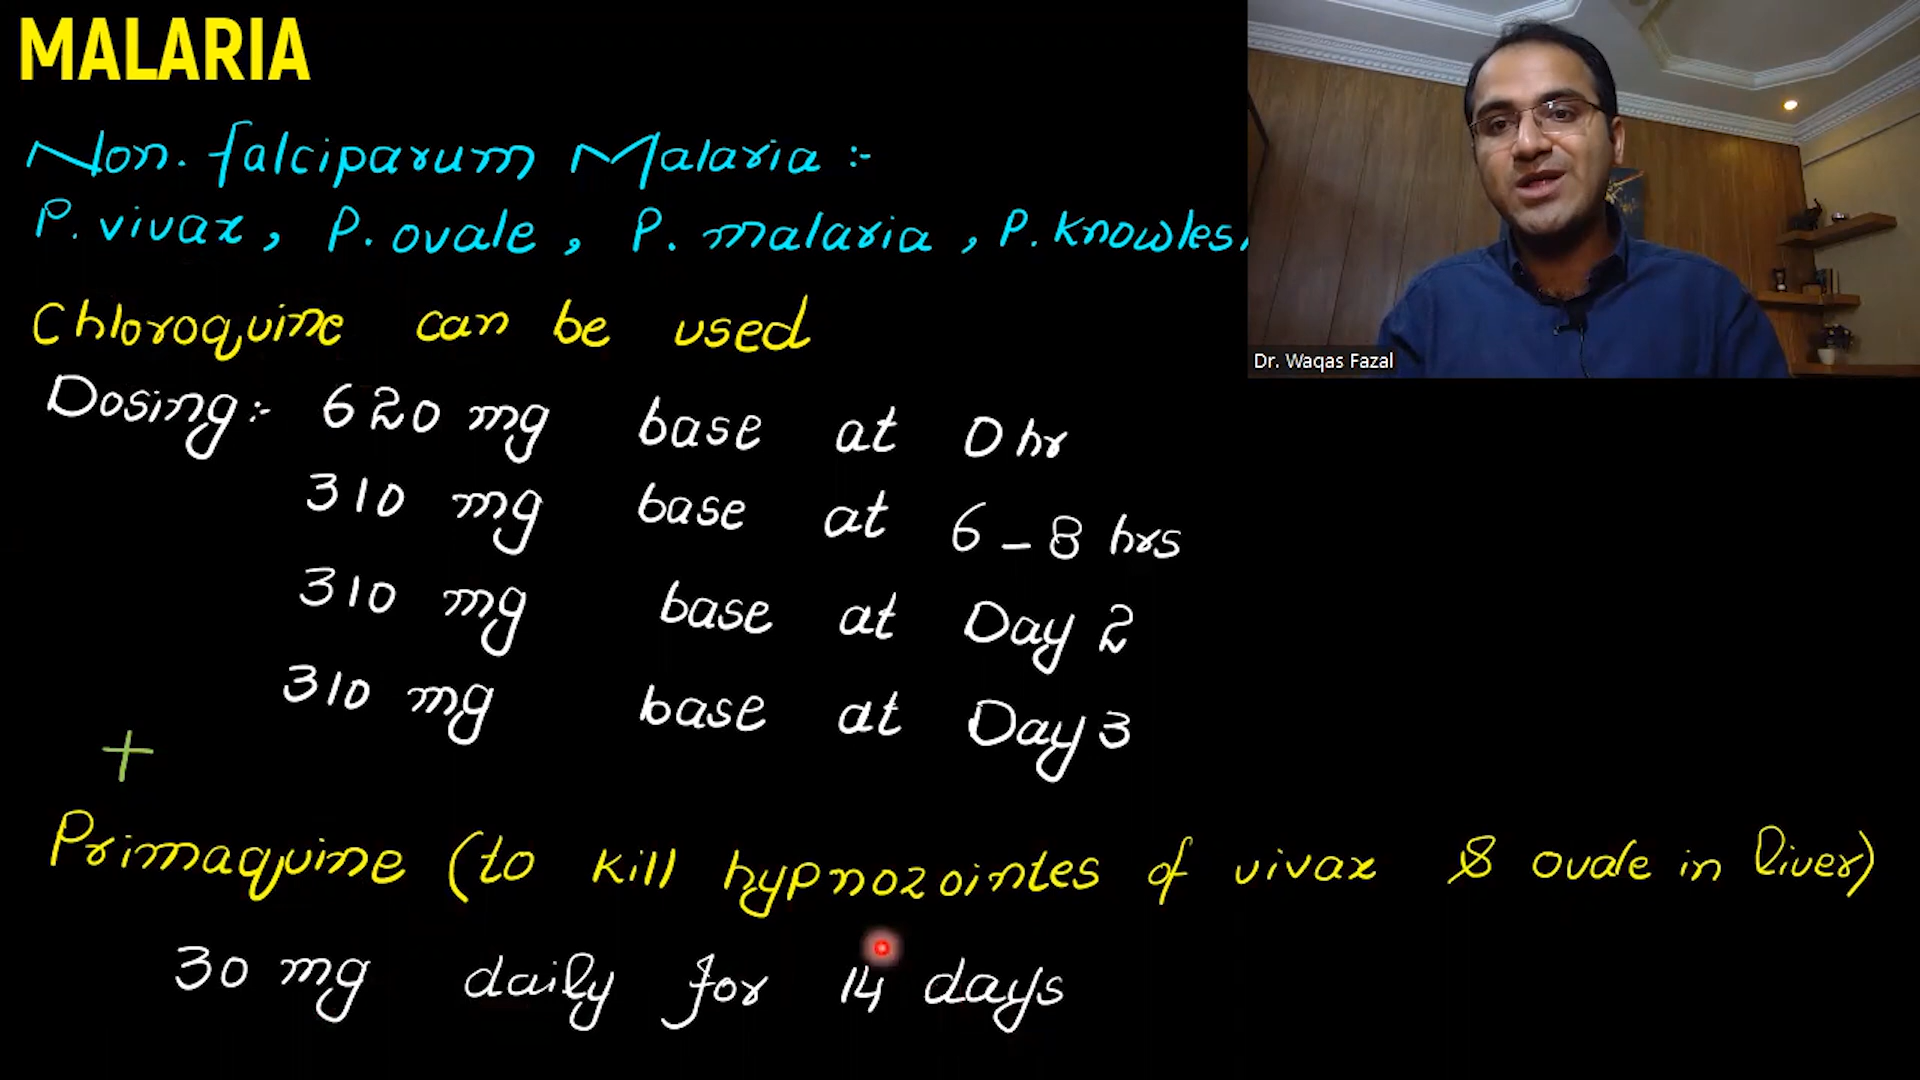 MALARIA
Non. falciparum Malaria :-
P. vivax, P. ovale, P. malaria, P. knowlesi
Dr. Waqas Fazal
Chloroquine can be used
Dosing :- 620 mg base at 0 hr
310 mg base at 6 - 8 hrs
310 mg base at Day 2
310 mg base at Day 3
+
Primaquine (to kill hypnozointes of vivax & ovale in liver)
30 mg daily for 14 days